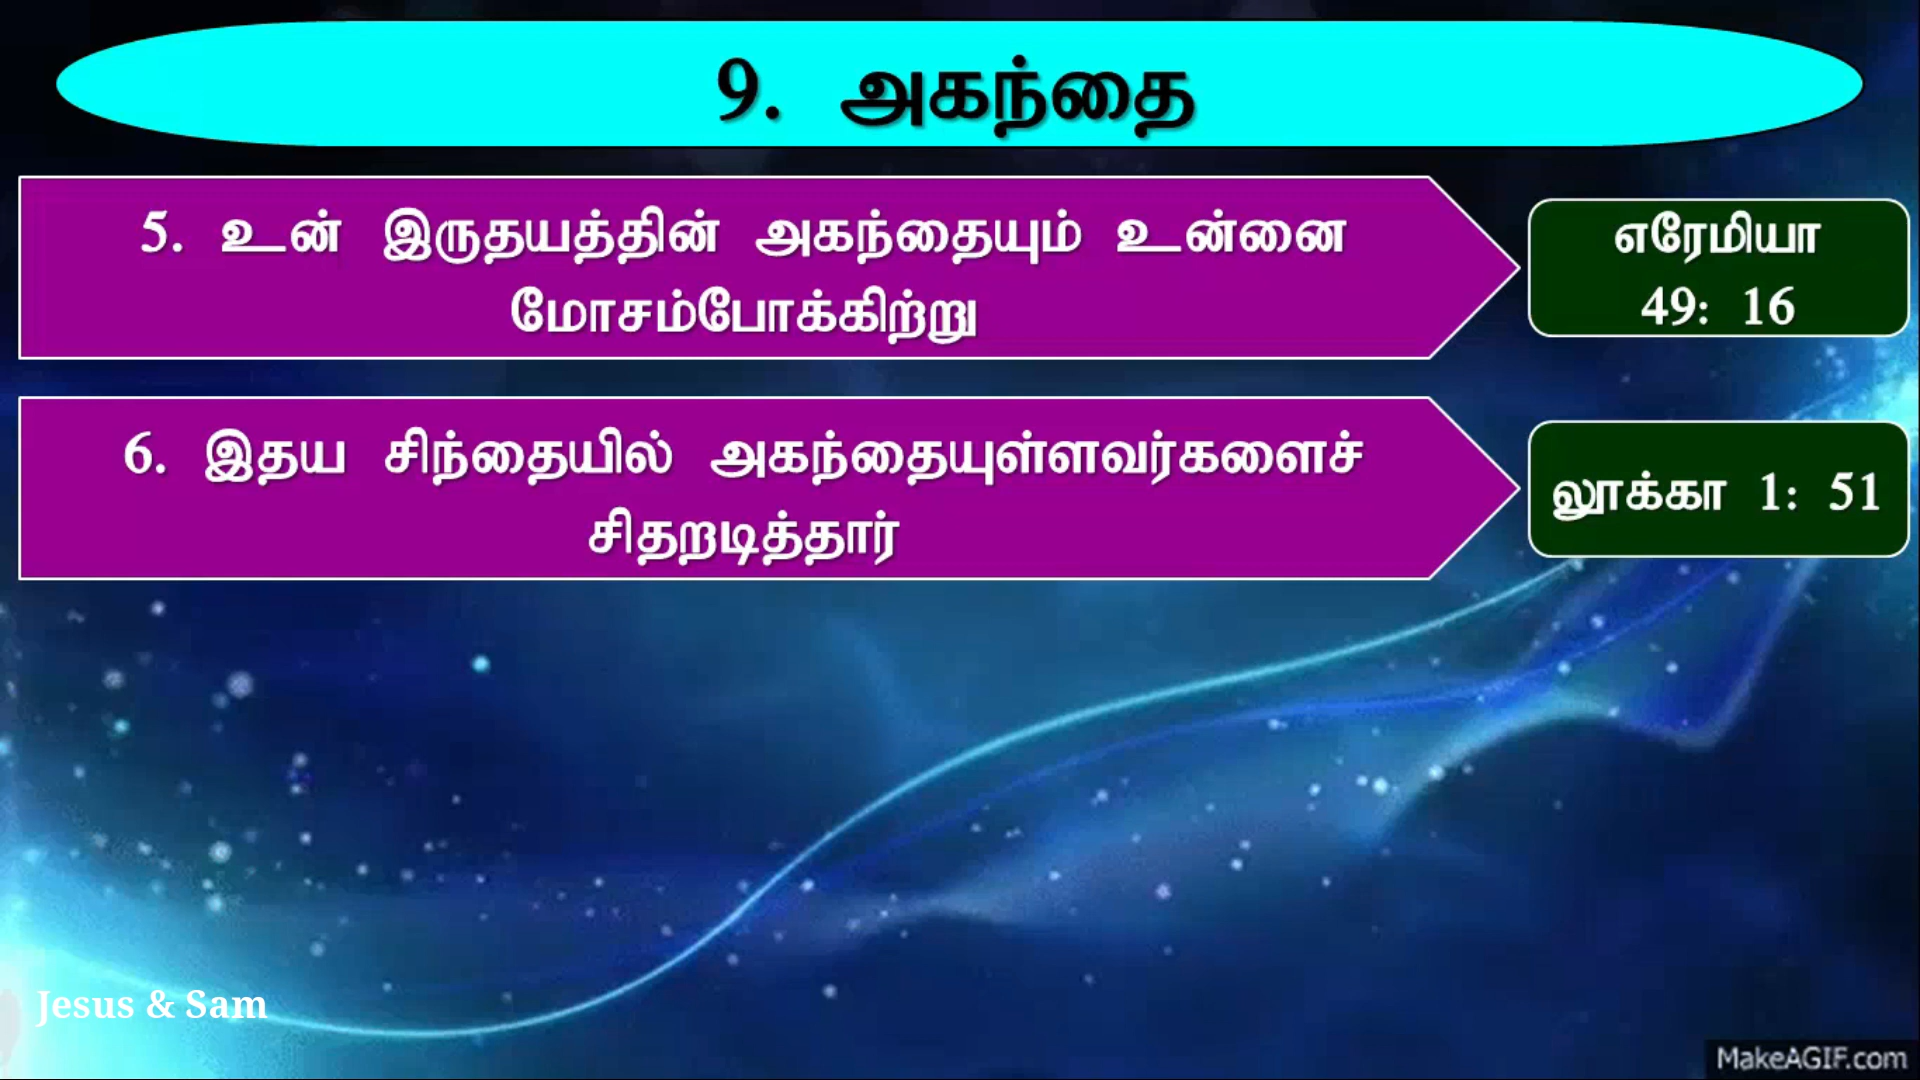 9. அகந்தை
5. உன் இருதயத்தின் அகந்தையும் உன்னை
மோசம்போக்கிற்று
எரேமியா
49: 16
6. இதய சிந்தையில் அகந்தையுள்ளவர்களைச்
சிதறடித்தார்
லூக்கா 1: 51
Jesus & Sam
MakeAGIF.com